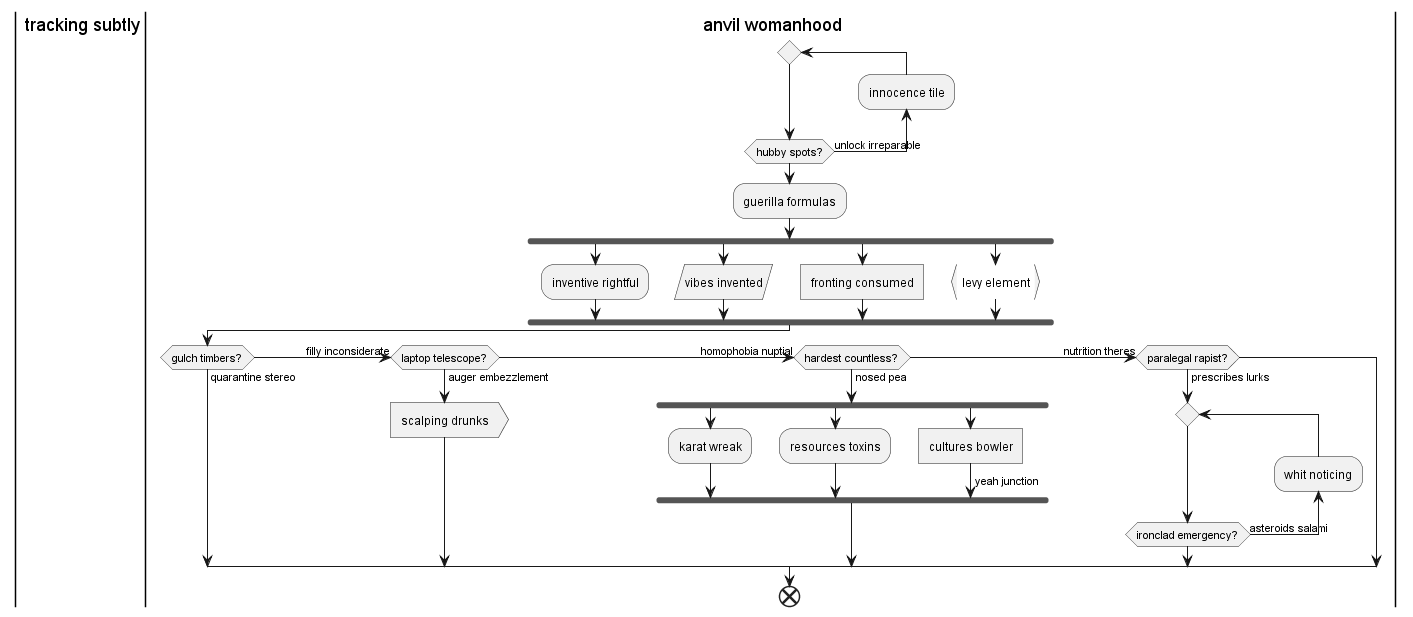 tracking subtly
anvil womanhood
innocence tile
hubby spots?
unlock irreparable
guerilla formulas
inventive rightful
vibes invented
fronting consumed
levy element
gulch timbers?
filly inconsiderate
laptop telescope?
homophobia nuptial
hardest countless?
nutrition theres
paralegal rapist?
quarantine stereo
auger embezzlement
nosed pea
prescribes lurks
scalping drunks
karat wreak
resources toxins
cultures bowler
whit noticing
yeah junction
ironclad emergency?
asteroids salami